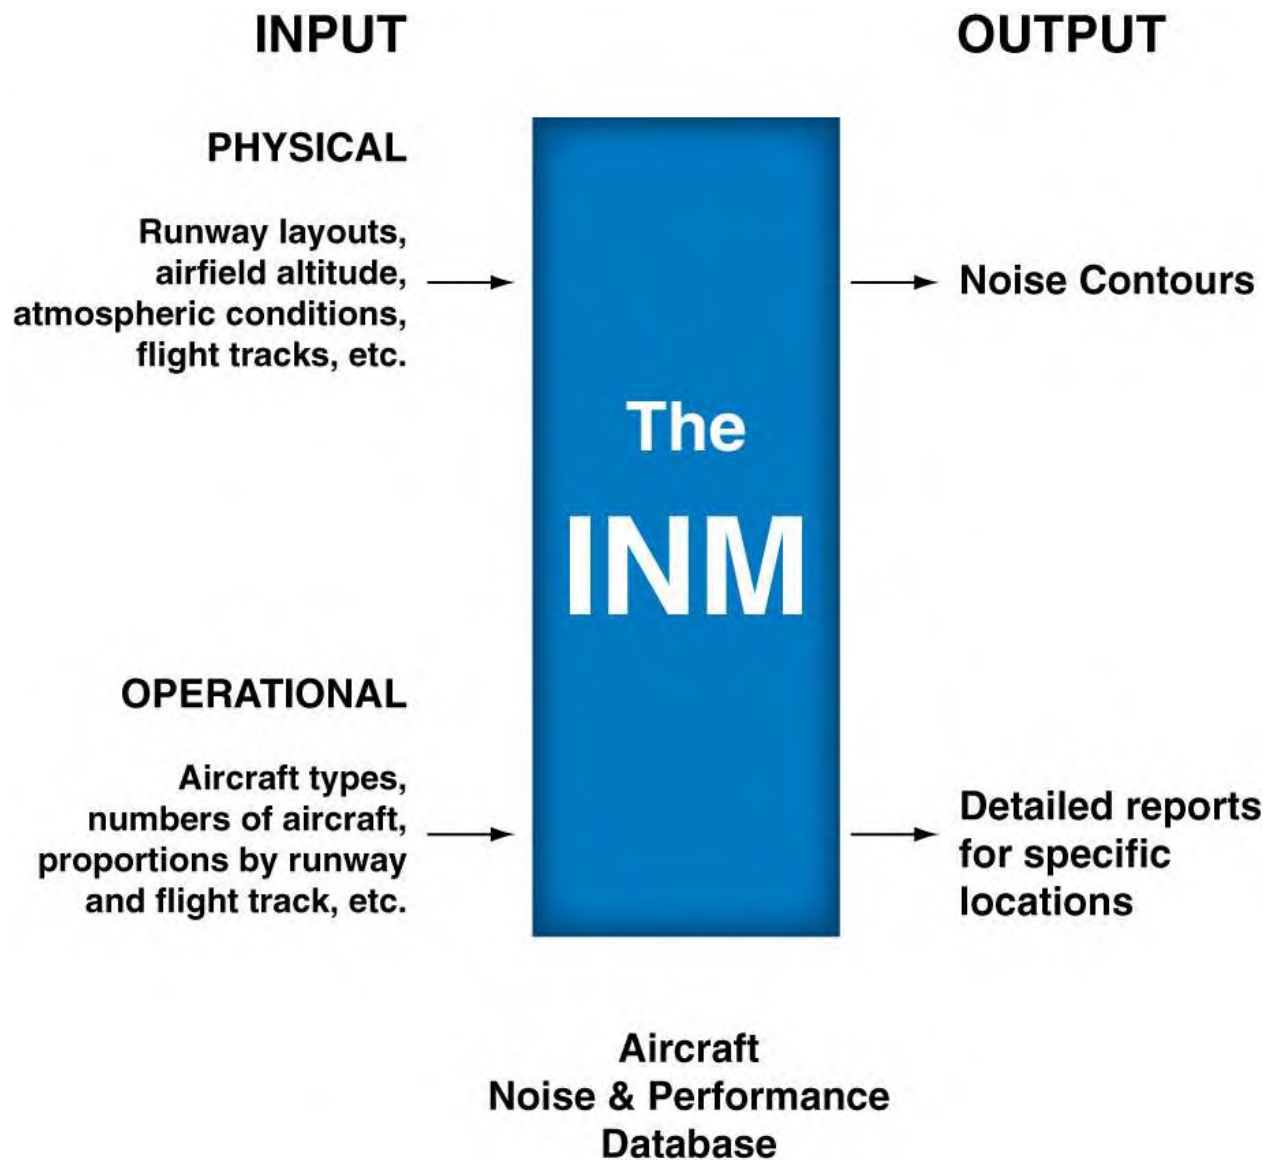 INPUT
OUTPUT
PHYSICAL
Runway layouts,
airfield altitude,
atmospheric conditions,
flight tracks, etc.
Noise Contours
The
INM
OPERATIONAL
Aircraft types,
numbers of aircraft,
proportions by runway
and flight track, etc.
Detailed reports
for specific
locations
Aircraft
Noise & Performance
Database